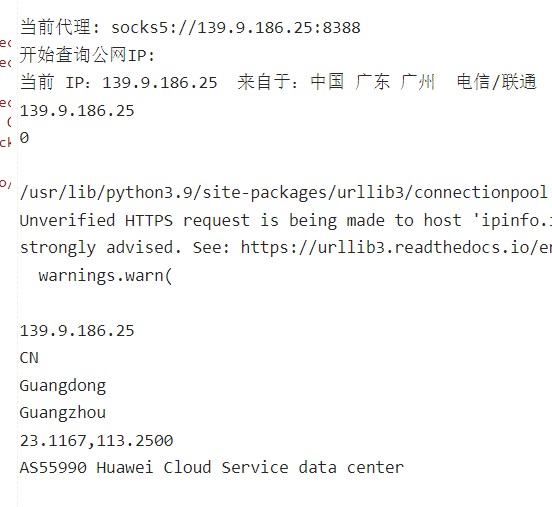 当前代理: socks5://139.9.186.25:8388
开始查询公网IP:
当前 IP：139.9.186.25  来自于：中国 广东 广州  电信/联通
139.9.186.25
0
/usr/lib/python3.9/site-packages/urllib3/connectionpool
Unverified HTTPS request is being made to host 'ipinfo.i
strongly advised. See: https://urllib3.readthedocs.io/en
warnings.warn(
139.9.186.25
CN
Guangdong
Guangzhou
23.1167,113.2500
AS55990 Huawei Cloud Service data center